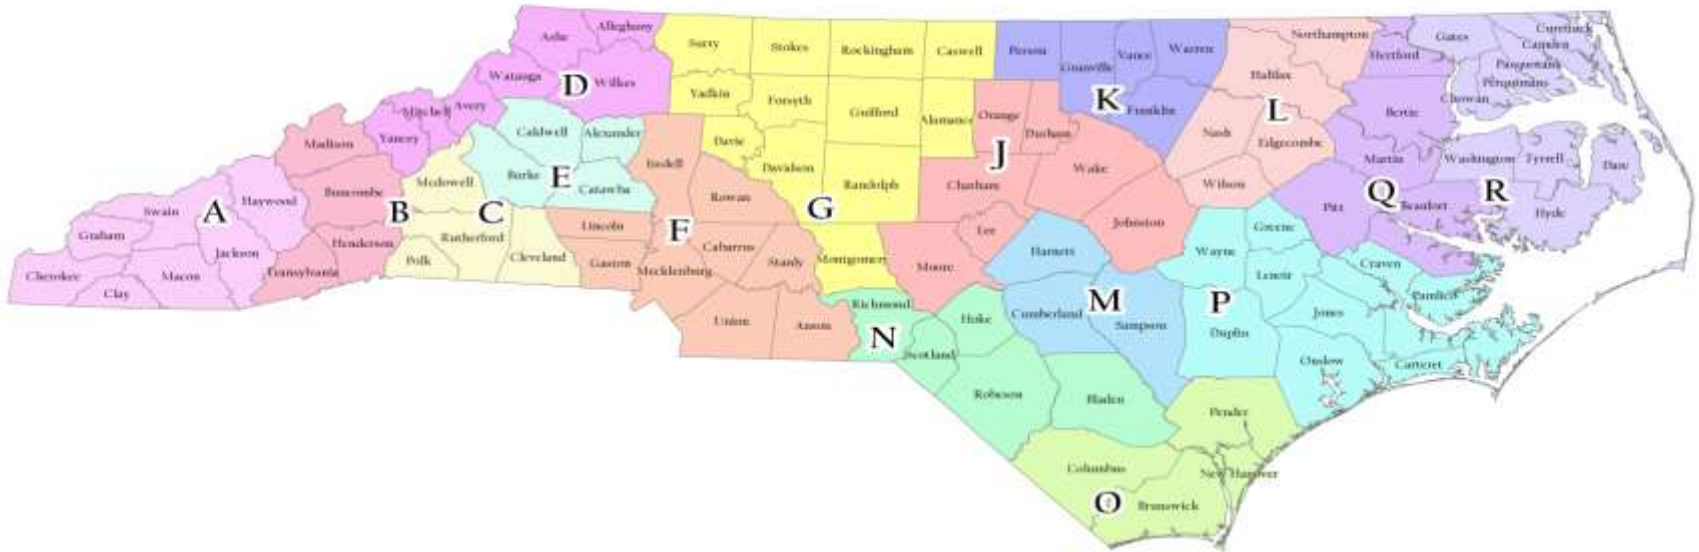 Ashe
Alleghany
Watauga
Wilkes
D
Mitchell
Avery
Yancey
Surry
Stokes
Rockingham
Caswell
Yadkin
Forsyth
Guilford
Alamance
Davie
Davidson
Randolph
G
Montgomery
Person
Granville
Vance
Warren
K
Franklin
Northampton
Halifax
L
Nash
Edgecombe
Wilson
Hertford
Bertie
Martin
Q
Pitt
Beaufort
Gates
Currituck
Camden
Pasquotank
Perquimans
Chowan
Washington
Tyrrell
Dare
R
Hyde
Madison
Buncombe
B
Henderson
Transylvania
Haywood
Swain
A
Graham
Jackson
Cherokee
Macon
Clay
Caldwell
Alexander
Burke
E
Catawba
Mcdowell
C
Rutherford
Polk
Cleveland
Iredell
Rowan
Lincoln
F
Cabarrus
Gaston
Mecklenburg
Stanly
Union
Anson
Orange
Durham
J
Wake
Chatham
Lee
Johnston
Moore
Harnett
M
Cumberland
Sampson
Richmond
N
Hoke
Scotland
Robeson
Bladen
Greene
Wayne
Lenoir
Craven
P
Pamlico
Jones
Duplin
Onslow
Carteret
Pender
Columbus
New Hanover
O
Brunswick